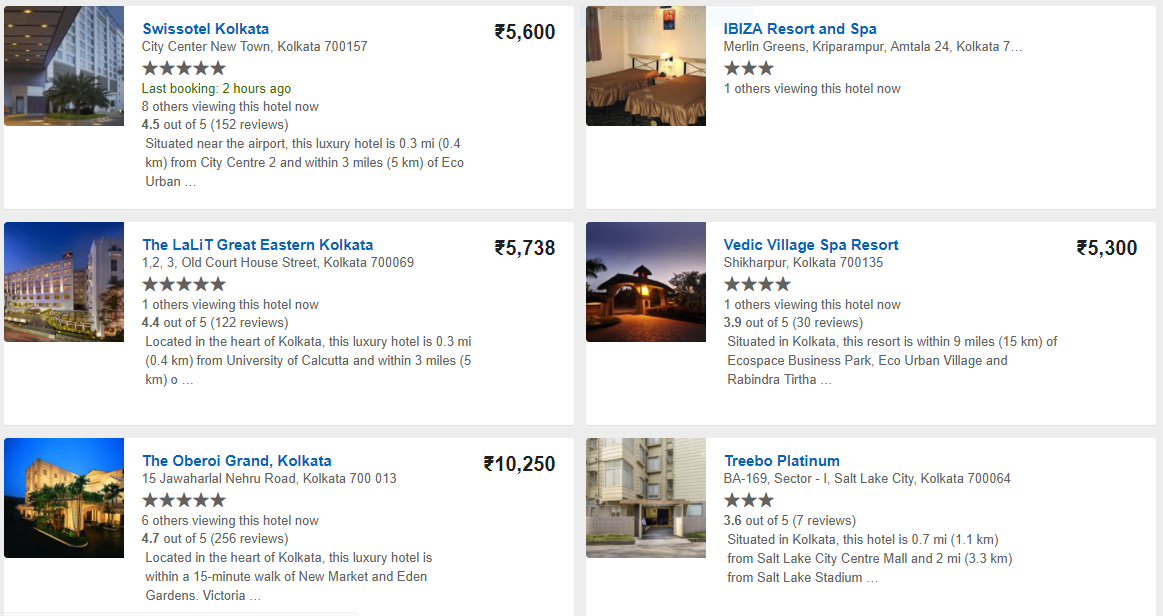 Swissotel Kolkata
₹5,600
City Center New Town, Kolkata 700157
Last booking: 2 hours ago
8 others viewing this hotel now
4.5 out of 5 (152 reviews)
Situated near the airport, this luxury hotel is 0.3 mi (0.4
km) from City Centre 2 and within 3 miles (5 km) of Eco
Urban ...
Rectangular Snip
IBIZA Resort and Spa
Merlin Greens, Kriparampur, Amtala 24, Kolkata 7...
1 others viewing this hotel now
The LaLiT Great Eastern Kolkata
₹5,738
1,2, 3, Old Court House Street, Kolkata 700069
1 others viewing this hotel now
4.4 out of 5 (122 reviews)
Located in the heart of Kolkata, this luxury hotel is 0.3 mi
(0.4 km) from University of Calcutta and within 3 miles (5
km) o ...
Vedic Village Spa Resort
₹5,300
Shikharpur, Kolkata 700135
1 others viewing this hotel now
3.9 out of 5 (30 reviews)
Situated in Kolkata, this resort is within 9 miles (15 km) of
Ecospace Business Park, Eco Urban Village and
Rabindra Tirtha ...
The Oberoi Grand, Kolkata
₹10,250
15 Jawaharlal Nehru Road, Kolkata 700 013
6 others viewing this hotel now
4.7 out of 5 (256 reviews)
Located in the heart of Kolkata, this luxury hotel is
within a 15-minute walk of New Market and Eden
Gardens. Victoria ...
Treebo Platinum
BA-169, Sector - I, Salt Lake City, Kolkata 700064
3.6 out of 5 (7 reviews)
Situated in Kolkata, this hotel is 0.7 mi (1.1 km)
from Salt Lake City Centre Mall and 2 mi (3.3 km)
from Salt Lake Stadium ...